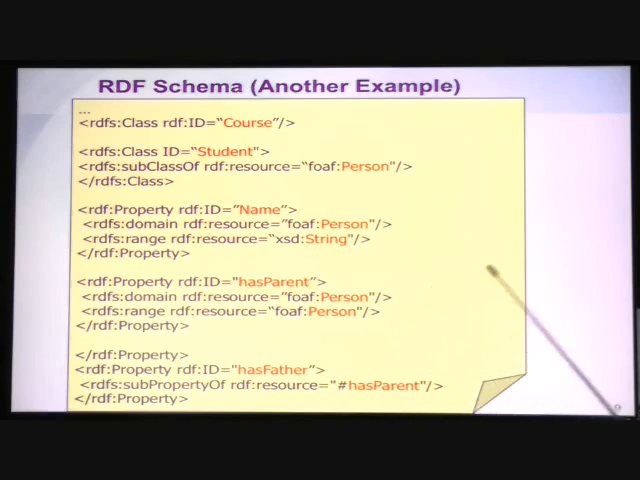 RDF Schema (Another Example)
...
<rdfs:Class rdf:ID=“Course”/>
<rdfs:Class ID=“Student">
<rdfs:subClassOf rdf:resource=“foaf:Person”/>
</rdfs:Class>
<rdf:Property rdf:ID=”Name”>
<rdfs:domain rdf:resource=”foaf:Person”/>
<rdfs:range rdf:resource=“xsd:String”/>
</rdf:Property>
<rdf:Property rdf:ID="hasParent”>
<rdfs:domain rdf:resource=”foaf:Person”/>
<rdfs:range rdf:resource=“foaf:Person”/>
</rdf:Property>
</rdf:Property>
<rdf:Property rdf:ID="hasFather”>
<rdfs:subPropertyOf rdf:resource="#hasParent"/>
</rdf:Property>
9